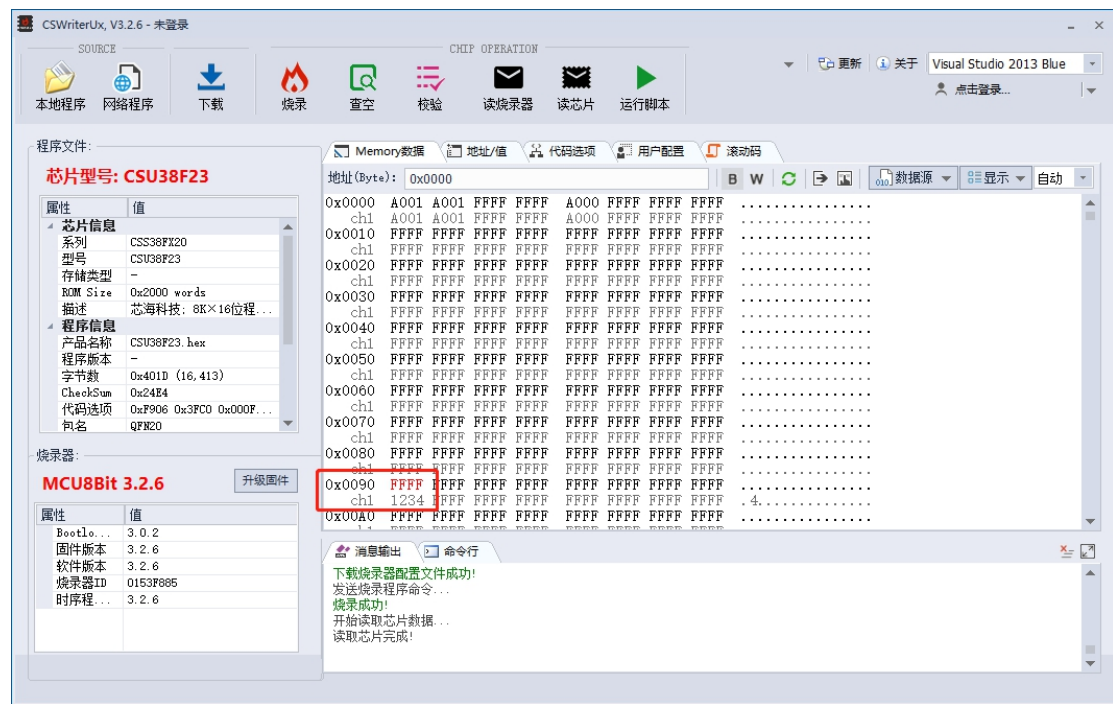 CSWriterUx, V3.2.6 - 未登录
SOURCE
CHIP OPERATION
本地程序 网络程序 下载 烧录 查空 校验 读烧录器 读芯片 运行脚本
更新 关于 Visual Studio 2013 Blue
点击登录...
程序文件:
芯片型号: CSU38F23
属性 值
芯片信息
系列 CSS38FX20
型号 CSU38F23
存储类型 -
ROM Size 0x2000 words
描述 芯海科技; 8K×16位程...
程序信息
产品名称 CSU38F23.hex
程序版本 -
字节数 0x401D (16,413)
CheckSum 0x24E4
代码选项 0xF906 0x3FC0 0x000F...
包名 QFN20
烧录器:
MCU8Bit 3.2.6 升级固件
属性 值
Bootlo... 3.0.2
固件版本 3.2.6
软件版本 3.2.6
烧录器ID 0153F885
时序程... 3.2.6
Memory数据 地址/值 代码选项 用户配置 滚动码
地址(Byte): 0x0000 B W 数据源 显示 自动
0x0000 A001 A001 FFFF FFFF A000 FFFF FFFF FFFF ................
ch1 A001 A001 FFFF FFFF A000 FFFF FFFF FFFF
0x0010 FFFF FFFF FFFF FFFF FFFF FFFF FFFF FFFF ................
ch1 FFFF FFFF FFFF FFFF FFFF FFFF FFFF FFFF
0x0020 FFFF FFFF FFFF FFFF FFFF FFFF FFFF FFFF ................
ch1 FFFF FFFF FFFF FFFF FFFF FFFF FFFF FFFF
0x0030 FFFF FFFF FFFF FFFF FFFF FFFF FFFF FFFF ................
ch1 FFFF FFFF FFFF FFFF FFFF FFFF FFFF FFFF
0x0040 FFFF FFFF FFFF FFFF FFFF FFFF FFFF FFFF ................
ch1 FFFF FFFF FFFF FFFF FFFF FFFF FFFF FFFF
0x0050 FFFF FFFF FFFF FFFF FFFF FFFF FFFF FFFF ................
ch1 FFFF FFFF FFFF FFFF FFFF FFFF FFFF FFFF
0x0060 FFFF FFFF FFFF FFFF FFFF FFFF FFFF FFFF ................
ch1 FFFF FFFF FFFF FFFF FFFF FFFF FFFF FFFF
0x0070 FFFF FFFF FFFF FFFF FFFF FFFF FFFF FFFF ................
ch1 FFFF FFFF FFFF FFFF FFFF FFFF FFFF FFFF
0x0080 FFFF FFFF FFFF FFFF FFFF FFFF FFFF FFFF ................
ch1 FFFF FFFF FFFF FFFF FFFF FFFF FFFF FFFF
0x0090 FFFF FFFF FFFF FFFF FFFF FFFF FFFF FFFF ................
ch1 1234 FFFF FFFF FFFF FFFF FFFF FFFF FFFF .4..............
0x00A0 FFFF FFFF FFFF FFFF FFFF FFFF FFFF FFFF ................
消息输出 命令行
下载烧录器配置文件成功!
发送烧录程序命令...
烧录成功!
开始读取芯片数据...
读取芯片完成!